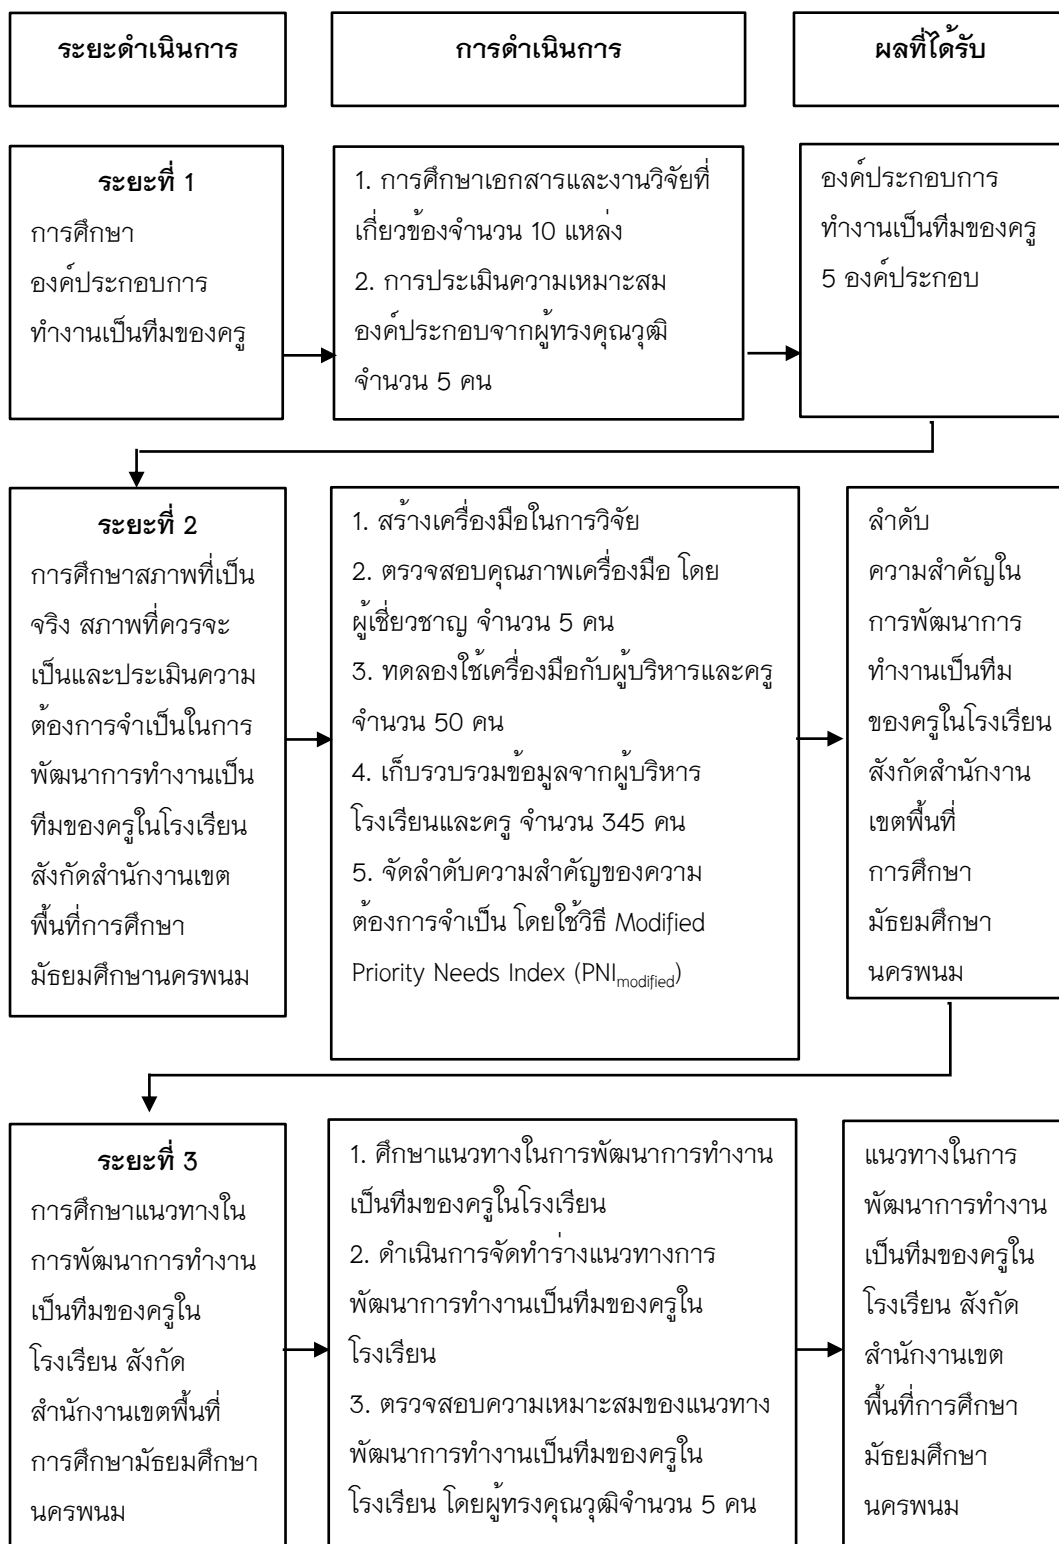 ระยะดำเนินการ
การดำเนินการ
ผลที่ได้รับ
ระยะที่ 1
การศึกษา
องค์ประกอบการ
ทำงานเป็นทีมของครู
1. การศึกษาเอกสารและงานวิจัยที่
เกี่ยวข้องจำนวน 10 แหล่ง
2. การประเมินความเหมาะสม
องค์ประกอบจากผู้ทรงคุณวุฒิ
จำนวน 5 คน
องค์ประกอบการ
ทำงานเป็นทีมของครู
5 องค์ประกอบ
ระยะที่ 2
การศึกษาสภาพที่เป็น
จริง สภาพที่ควรจะ
เป็นและประเมินความ
ต้องการจำเป็นในการ
พัฒนาการทำงานเป็น
ทีมของครูในโรงเรียน
สังกัดสำนักงานเขต
พื้นที่การศึกษา
มัธยมศึกษานครพนม
1. สร้างเครื่องมือในการวิจัย
2. ตรวจสอบคุณภาพเครื่องมือ โดย
ผู้เชี่ยวชาญ จำนวน 5 คน
3. ทดลองใช้เครื่องมือกับผู้บริหารและครู
จำนวน 50 คน
4. เก็บรวบรวมข้อมูลจากผู้บริหาร
โรงเรียนและครู จำนวน 345 คน
5. จัดลำดับความสำคัญของความ
ต้องการจำเป็น โดยใช้วิธี Modified
Priority Needs Index (PNImodified)
ลำดับ
ความสำคัญใน
การพัฒนาการ
ทำงานเป็นทีม
ของครูในโรงเรียน
สังกัดสำนักงาน
เขตพื้นที่
การศึกษา
มัธยมศึกษา
นครพนม
ระยะที่ 3
การศึกษาแนวทางใน
การพัฒนาการทำงาน
เป็นทีมของครูใน
โรงเรียน สังกัด
สำนักงานเขตพื้นที่
การศึกษามัธยมศึกษา
นครพนม
1. ศึกษาแนวทางในการพัฒนาการทำงาน
เป็นทีมของครูในโรงเรียน
2. ดำเนินการจัดทำร่างแนวทางการ
พัฒนาการทำงานเป็นทีมของครูใน
โรงเรียน
3. ตรวจสอบความเหมาะสมของแนวทาง
พัฒนาการทำงานเป็นทีมของครูใน
โรงเรียน โดยผู้ทรงคุณวุฒิจำนวน 5 คน
แนวทางในการ
พัฒนาการทำงาน
เป็นทีมของครูใน
โรงเรียน สังกัด
สำนักงานเขต
พื้นที่การศึกษา
มัธยมศึกษา
นครพนม